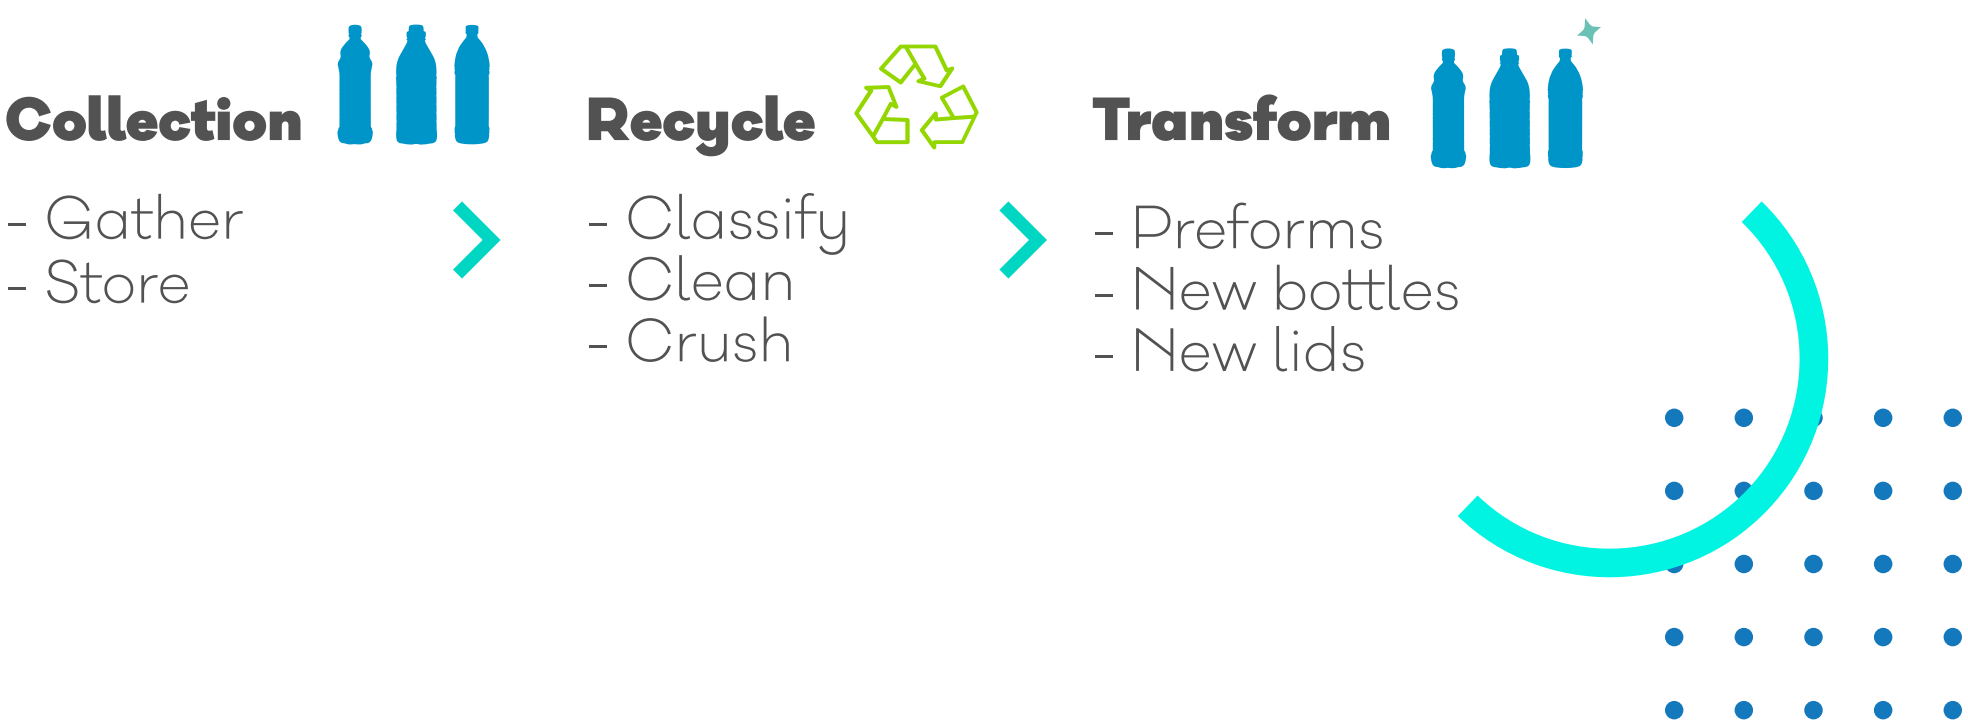 Collection
- Gather
- Store
Recycle
- Classify
- Clean
- Crush
Transform
- Preforms
- New bottles
- New lids